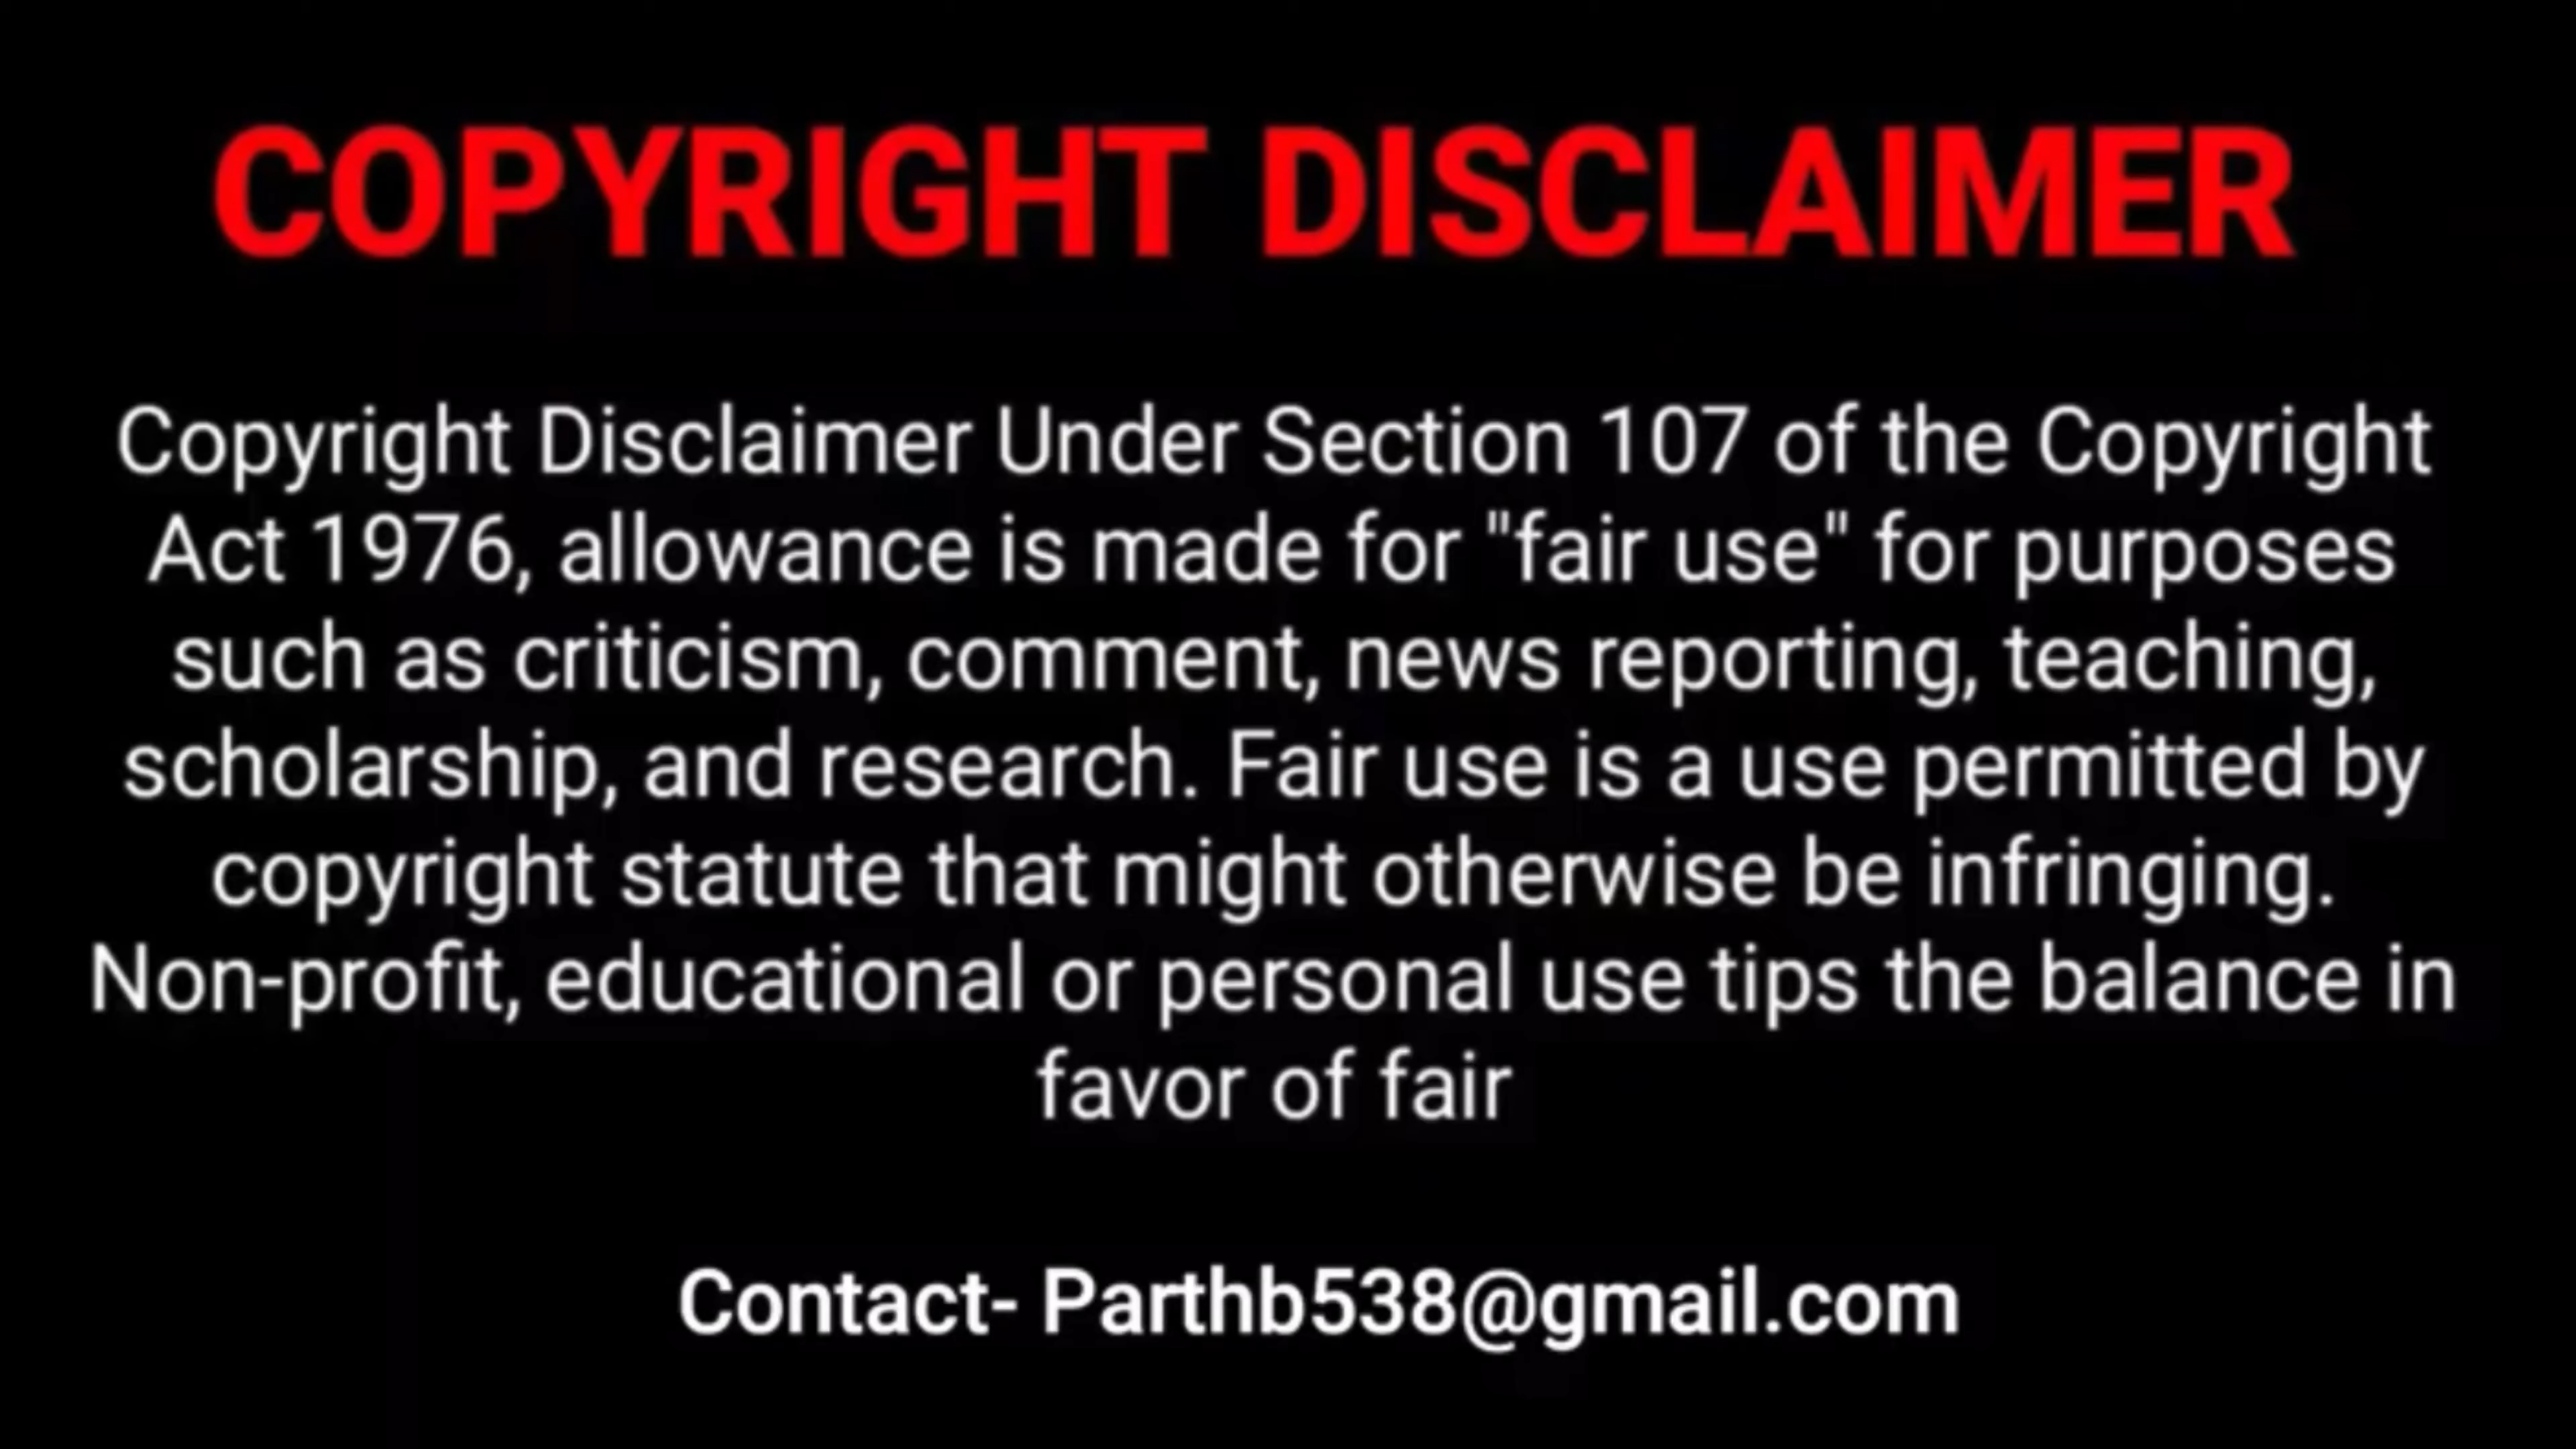 COPYRIGHT DISCLAIMER
Copyright Disclaimer Under Section 107 of the Copyright
Act 1976, allowance is made for "fair use" for purposes
such as criticism, comment, news reporting, teaching,
scholarship, and research. Fair use is a use permitted by
copyright statute that might otherwise be infringing.
Non-profit, educational or personal use tips the balance in
favor of fair
Contact- Parthb538@gmail.com